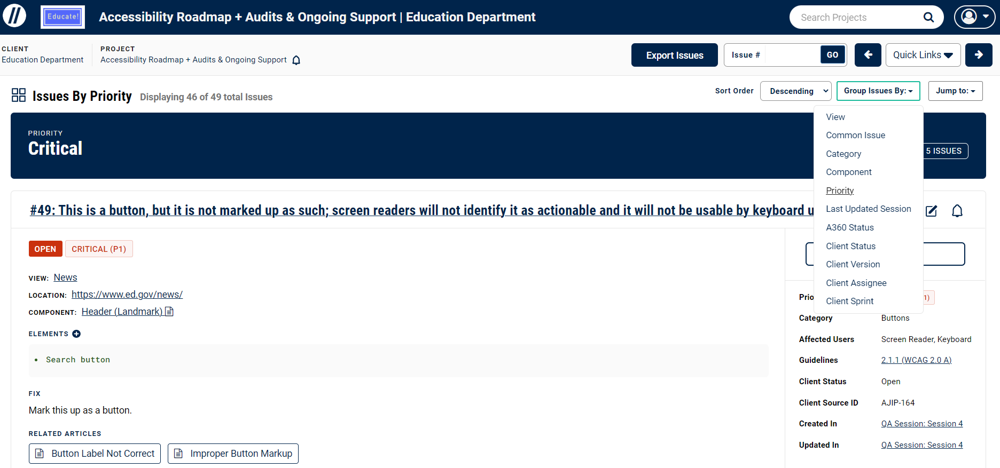 Educate!
Accessibility Roadmap + Audits & Ongoing Support | Education Department
Search Projects
CLIENT
Education Department
PROJECT
Accessibility Roadmap + Audits & Ongoing Support
Export Issues
Issue #
GO
Quick Links
Issues By Priority
Displaying 46 of 49 total Issues
Sort Order
Descending
Group Issues By:
Jump to:
PRIORITY
Critical
5 ISSUES
View
Common Issue
Category
Component
Priority
Last Updated Session
A360 Status
Client Status
Client Version
Client Assignee
Client Sprint
#49: This is a button, but it is not marked up as such; screen readers will not identify it as actionable and it will not be usable by keyboard u
OPEN
CRITICAL (P1)
VIEW: News
LOCATION: https://www.ed.gov/news/
COMPONENT: Header (Landmark)
ELEMENTS
• Search button
FIX
Mark this up as a button.
RELATED ARTICLES
Button Label Not Correct
Improper Button Markup
Prio
1)
Category Buttons
Affected Users Screen Reader, Keyboard
Guidelines 2.1.1 (WCAG 2.0 A)
Client Status Open
Client Source ID AJIP-164
Created In QA Session: Session 4
Updated In QA Session: Session 4